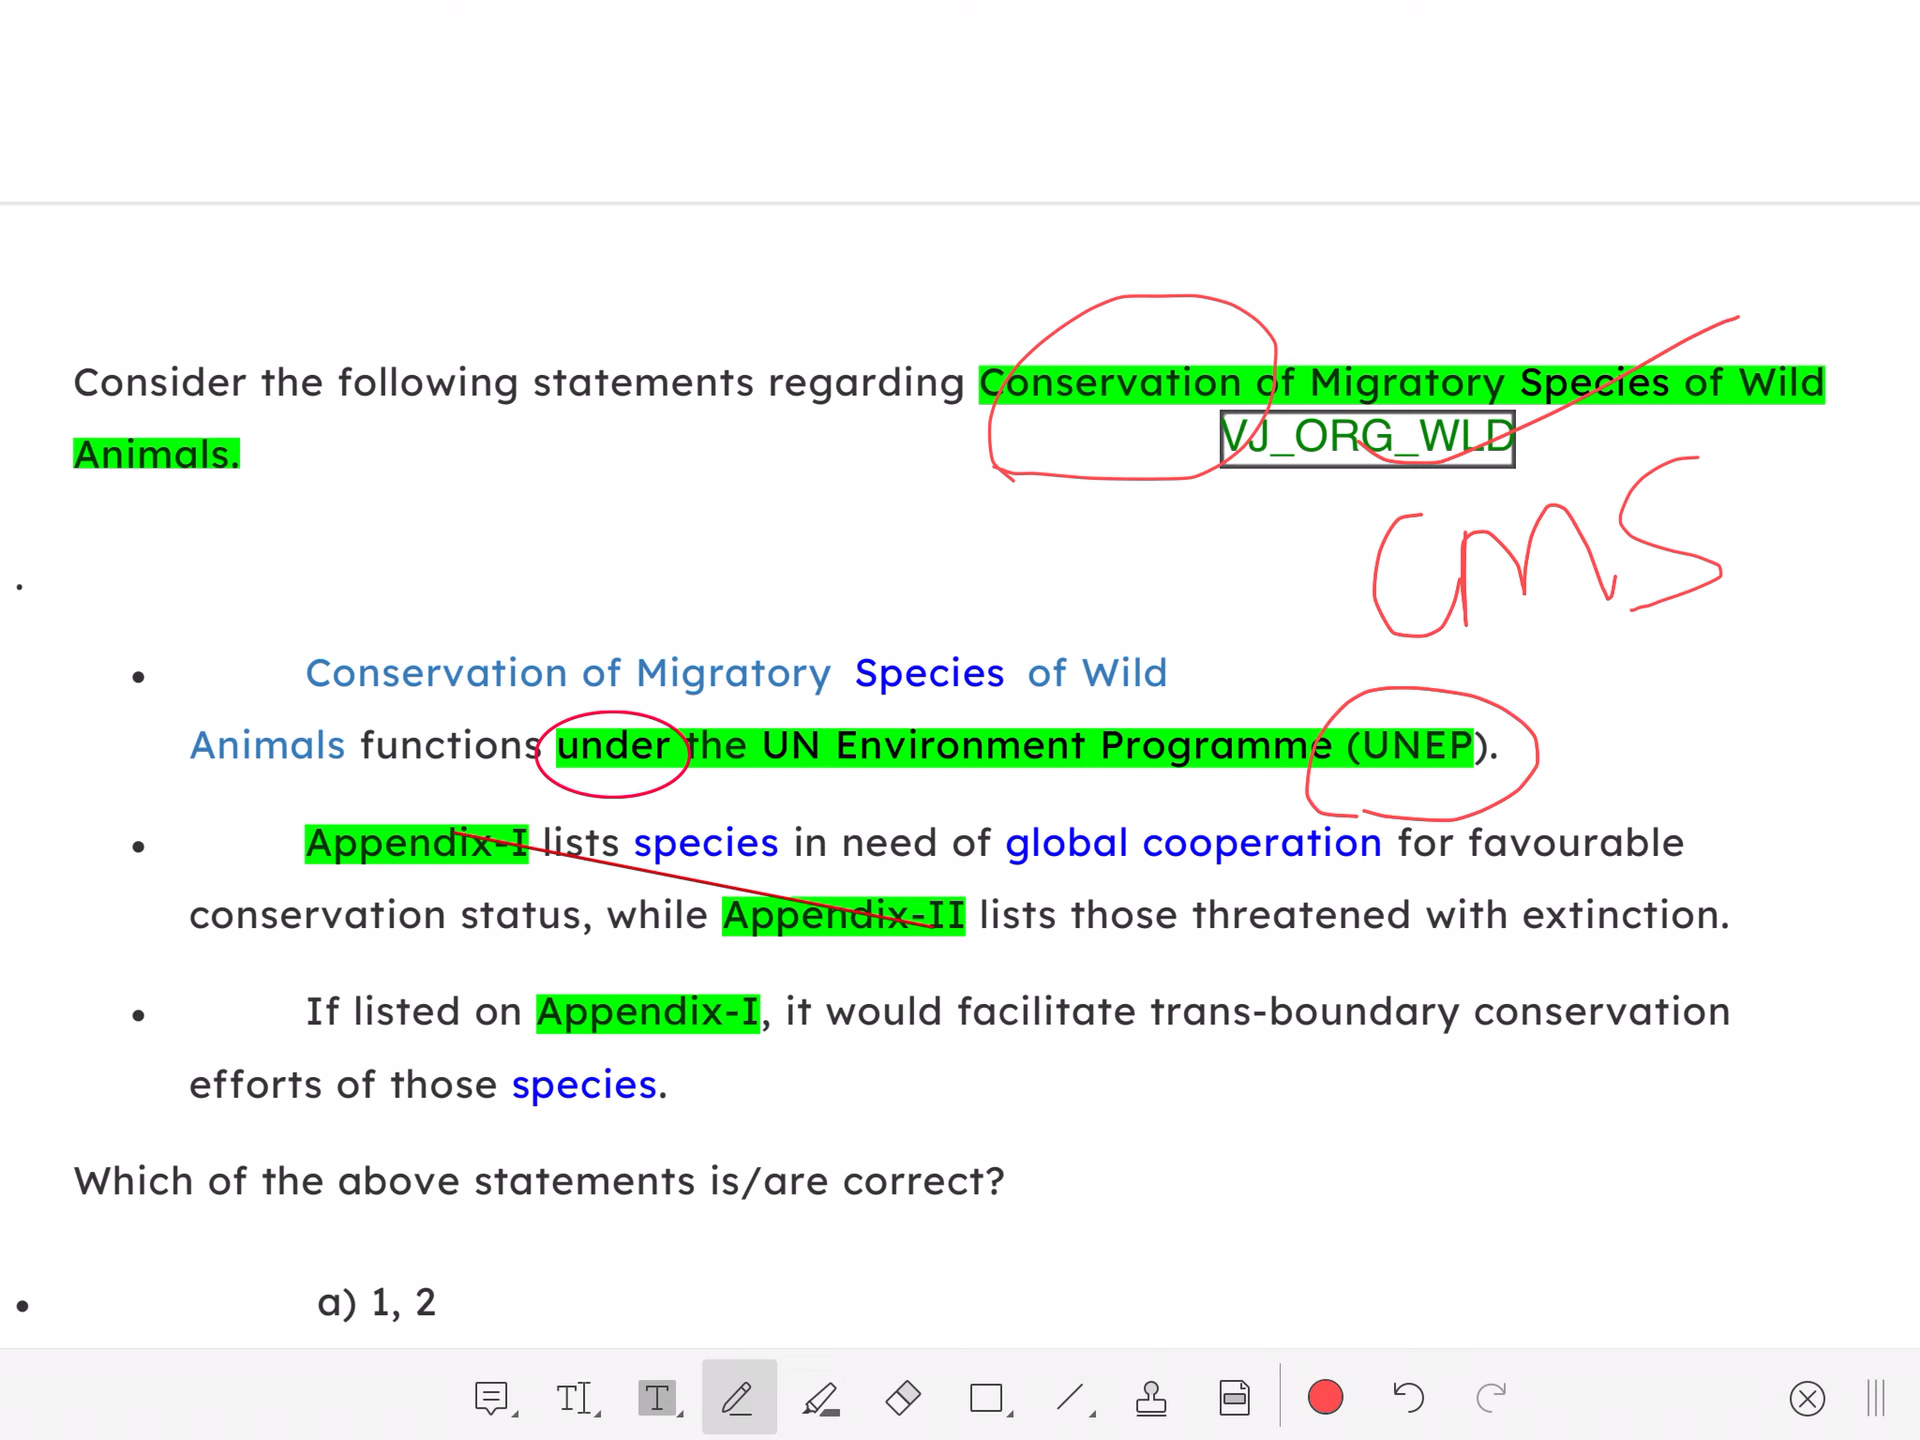 Consider the following statements regarding Conservation of Migratory Species of Wild
Animals.
VJ_ORG_WLD
CMS
Conservation of Migratory Species of Wild
Animals functions under the UN Environment Programme (UNEP).
Appendix-I lists species in need of global cooperation for favourable
conservation status, while Appendix-II lists those threatened with extinction.
If listed on Appendix-I, it would facilitate trans-boundary conservation
efforts of those species.
Which of the above statements is/are correct?
a) 1, 2